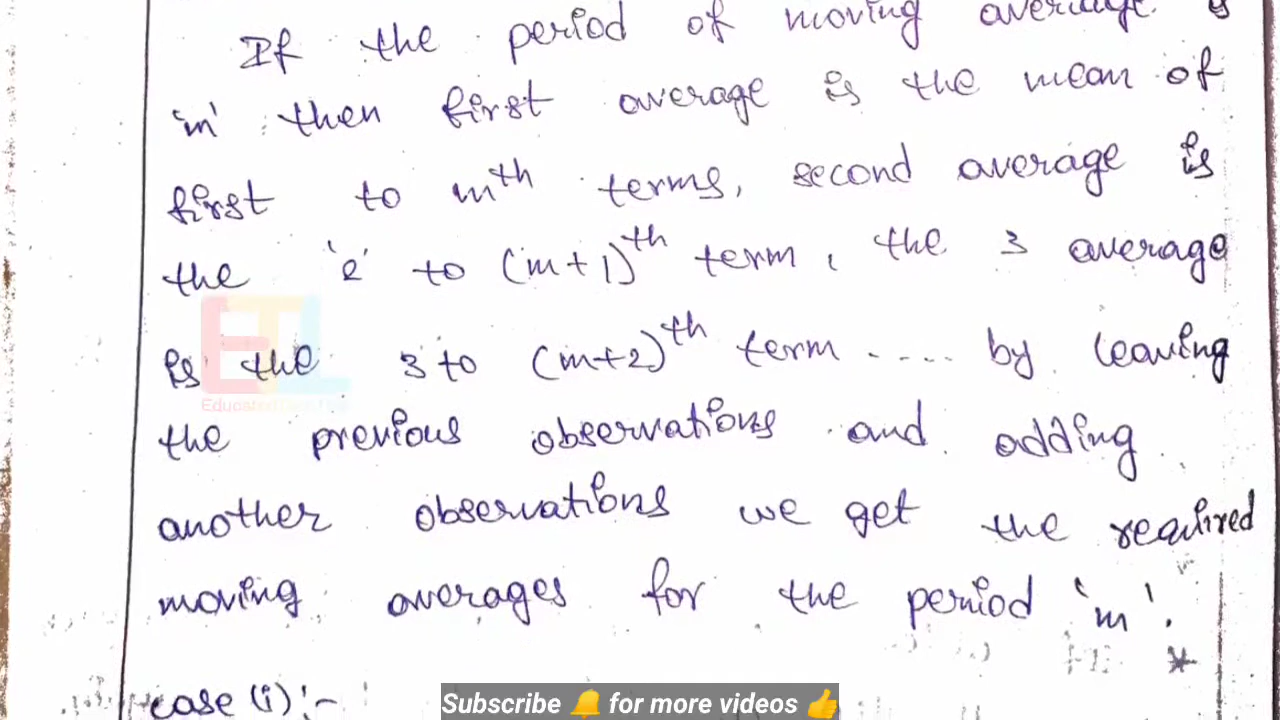 If the period of moving average is
'm' then first average is the mean of
first to mth terms, second average is
the '2' to (m+1)th term, the 3 average
is the 3 to (m+2)th term ..... by leaving
the previous observations and adding
another observations we get the required
moving averages for the period 'm'.
case (i):-
Subscribe 🔔 for more videos 👍